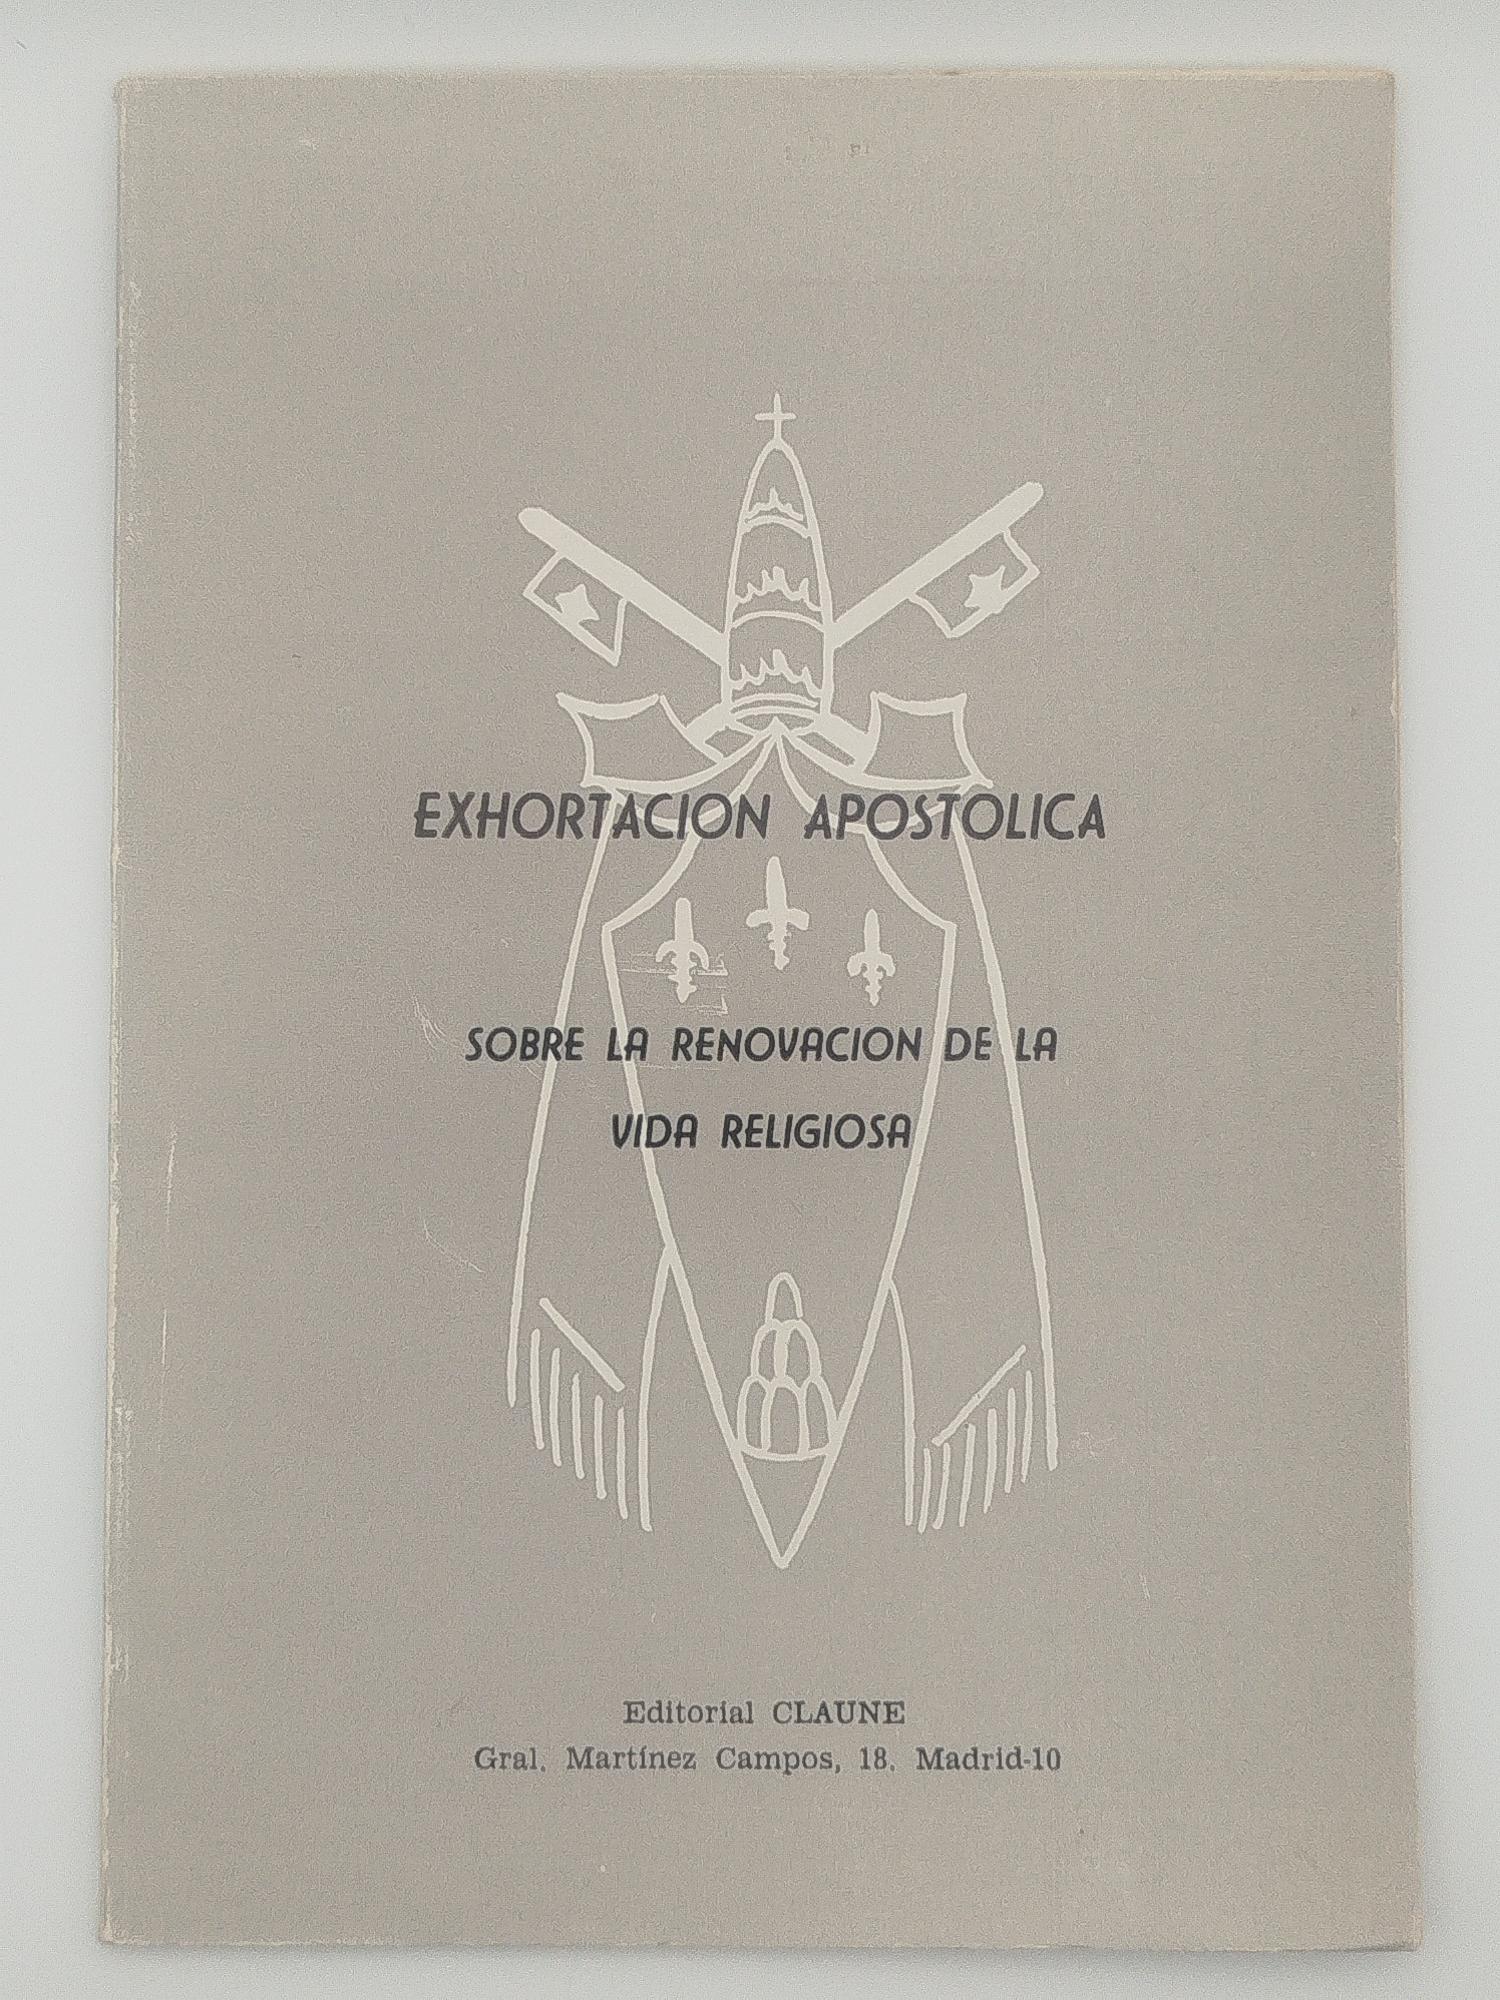 EXHORTACION APOSTOLICA
SOBRE LA RENOVACION DE LA
VIDA RELIGIOSA
Editorial CLAUNE
Gral. Martínez Campos, 18. Madrid-10